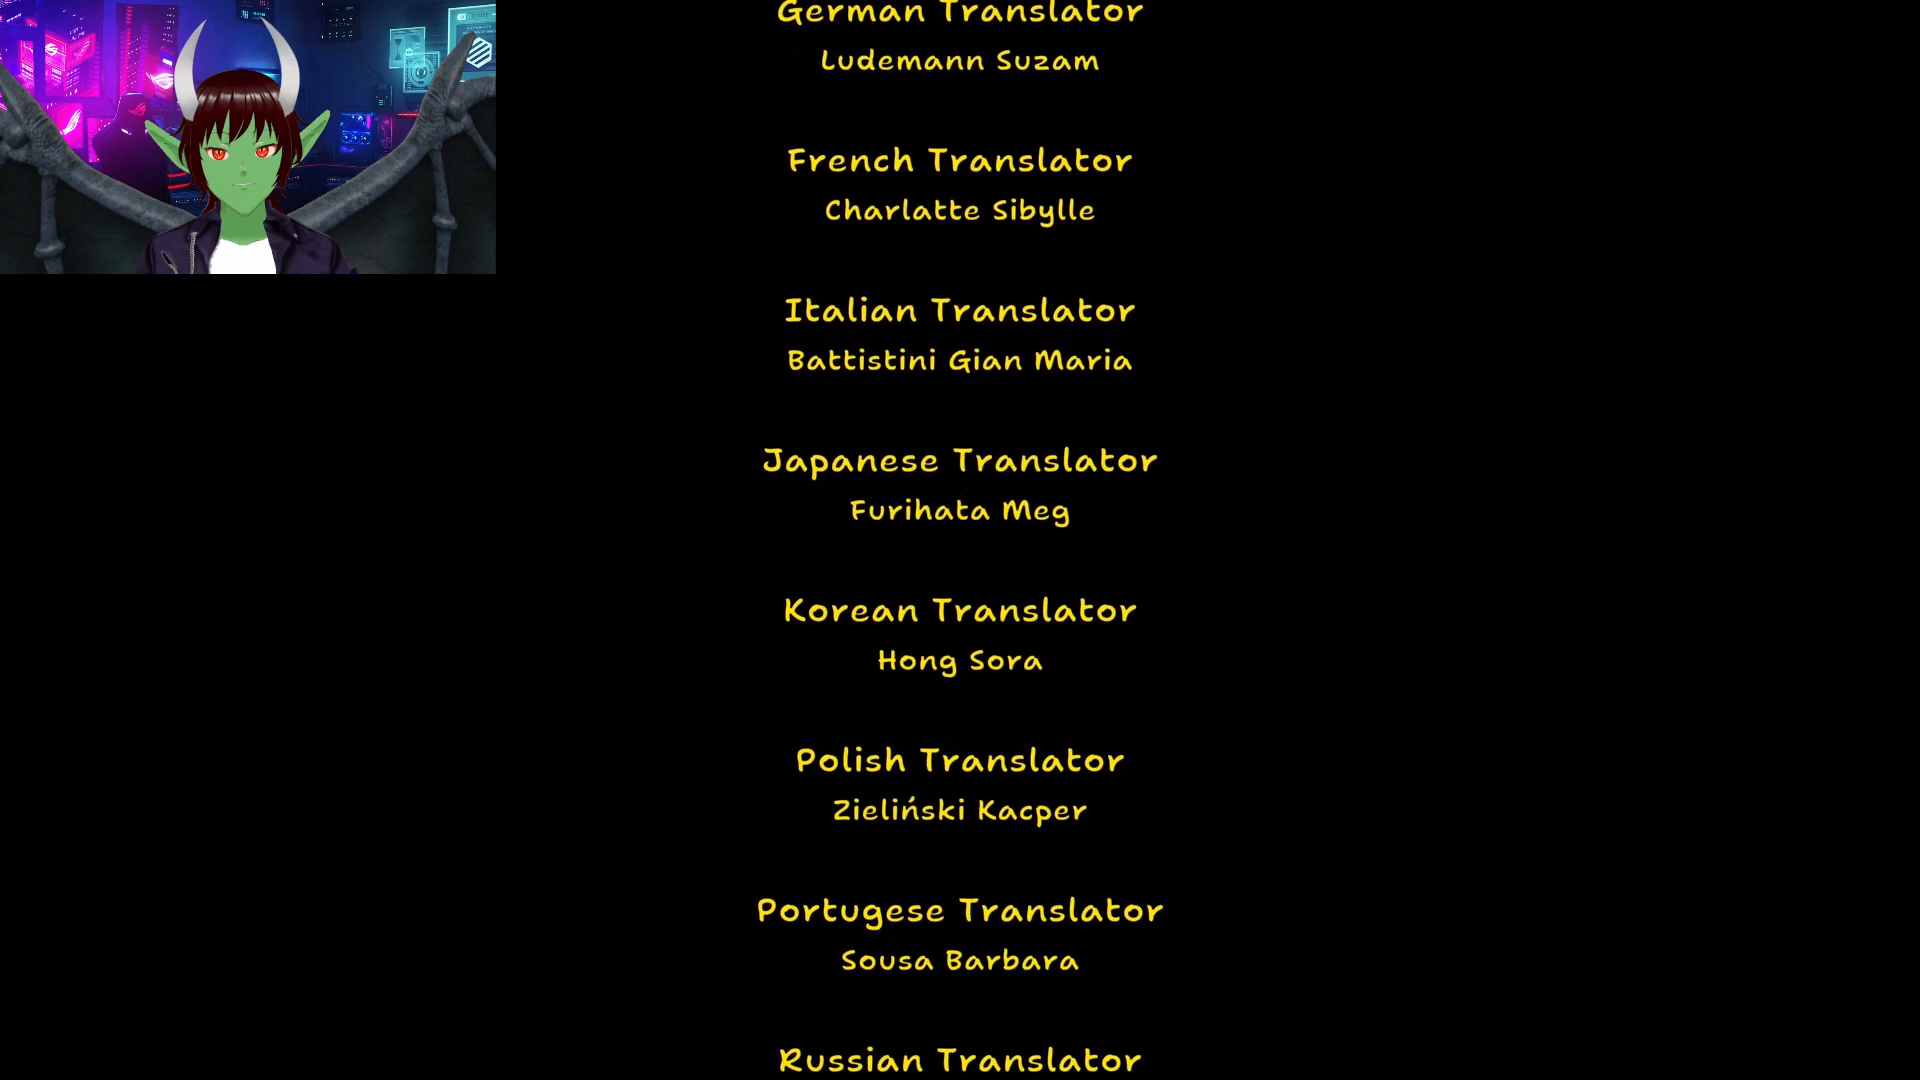 German Translator
Ludemann Suzam
French Translator
Charlatte Sibylle
Italian Translator
Battistini Gian Maria
Japanese Translator
Furihata Meg
Korean Translator
Hong Sora
Polish Translator
Zieliński Kacper
Portugese Translator
Sousa Barbara
Russian Translator